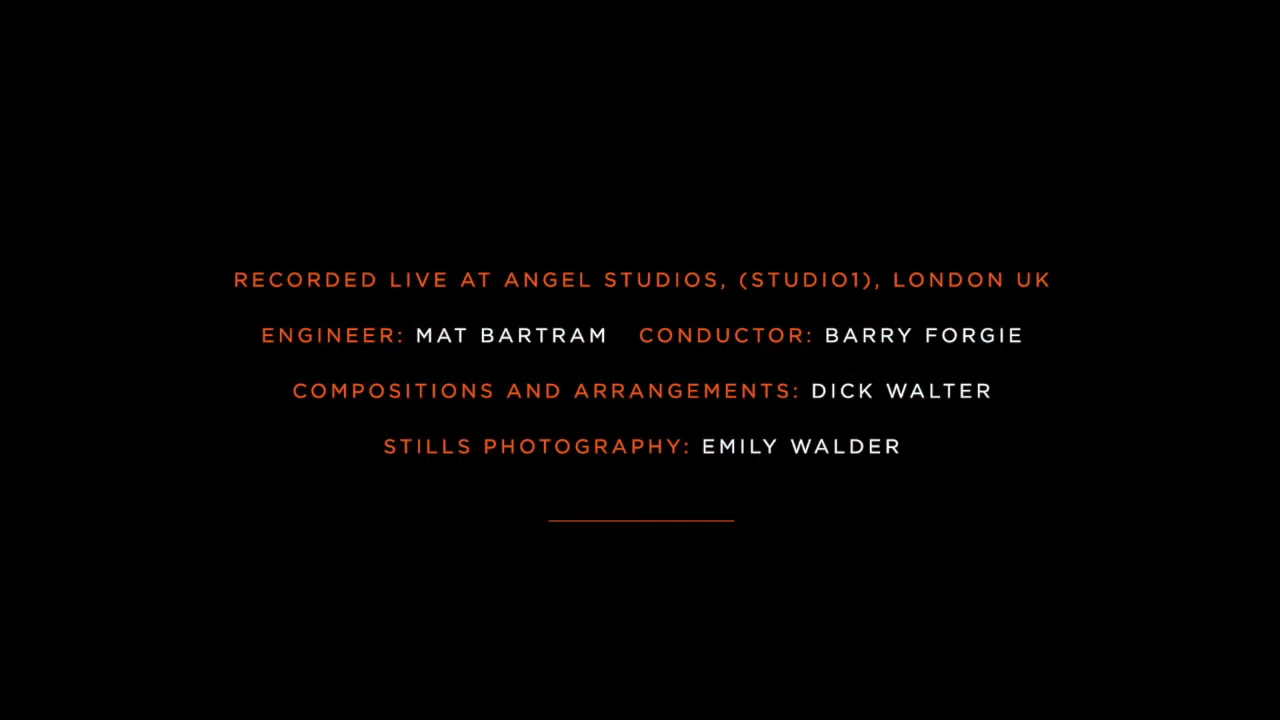 RECORDED LIVE AT ANGEL STUDIOS, (STUDIO1), LONDON UK
ENGINEER: MAT BARTRAM CONDUCTOR: BARRY FORGIE
COMPOSITIONS AND ARRANGEMENTS: DICK WALTER
STILLS PHOTOGRAPHY: EMILY WALDER